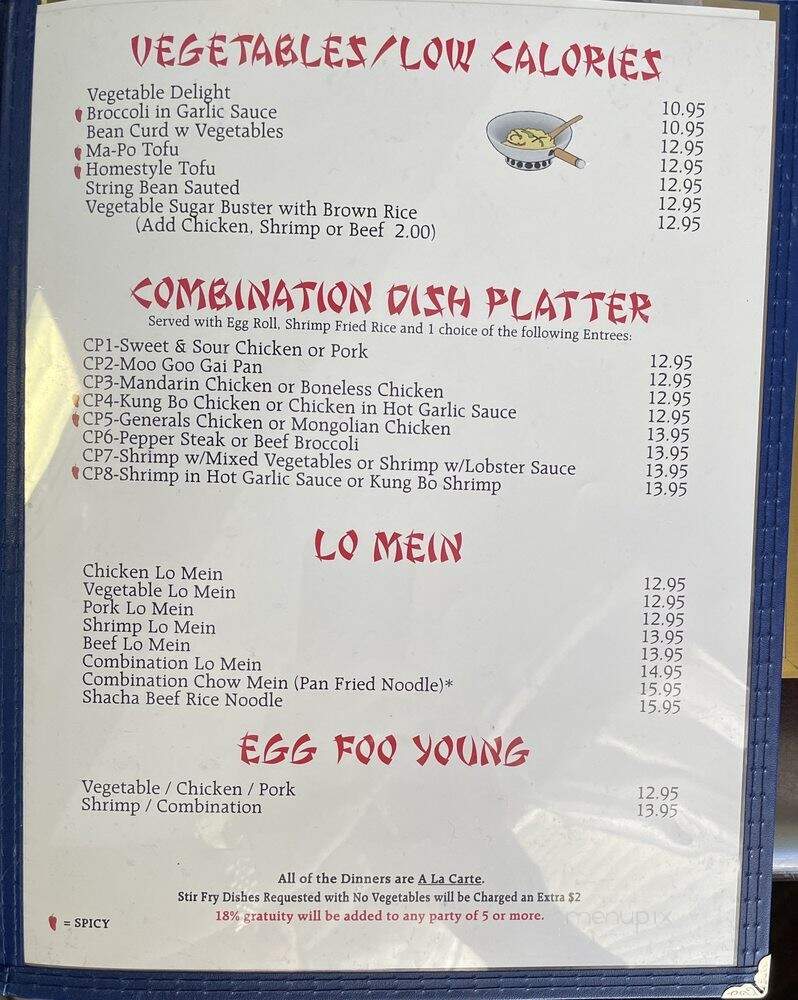 VEGETABLES/LOW CALORIES
Vegetable Delight 10.95
Broccoli in Garlic Sauce 10.95
Bean Curd w Vegetables 12.95
Ma-Po Tofu 12.95
Homestyle Tofu 12.95
String Bean Sauted 12.95
Vegetable Sugar Buster with Brown Rice 12.95
(Add Chicken, Shrimp or Beef 2.00)
COMBINATION DISH PLATTER
Served with Egg Roll, Shrimp Fried Rice and 1 choice of the following Entrees:
CP1-Sweet & Sour Chicken or Pork 12.95
CP2-Moo Goo Gai Pan 12.95
CP3-Mandarin Chicken or Boneless Chicken 12.95
CP4-Kung Bo Chicken or Chicken in Hot Garlic Sauce 12.95
CP5-Generals Chicken or Mongolian Chicken 13.95
CP6-Pepper Steak or Beef Broccoli 13.95
CP7-Shrimp w/Mixed Vegetables or Shrimp w/Lobster Sauce 13.95
CP8-Shrimp in Hot Garlic Sauce or Kung Bo Shrimp 13.95
LO MEIN
Chicken Lo Mein 12.95
Vegetable Lo Mein 12.95
Pork Lo Mein 12.95
Shrimp Lo Mein 13.95
Beef Lo Mein 13.95
Combination Lo Mein 14.95
Combination Chow Mein (Pan Fried Noodle)* 15.95
Shacha Beef Rice Noodle 15.95
EGG FOO YOUNG
Vegetable / Chicken / Pork 12.95
Shrimp / Combination 13.95
All of the Dinners are A La Carte.
Stir Fry Dishes Requested with No Vegetables will be Charged an Extra $2
18% gratuity will be added to any party of 5 or more.
= SPICY
menupix